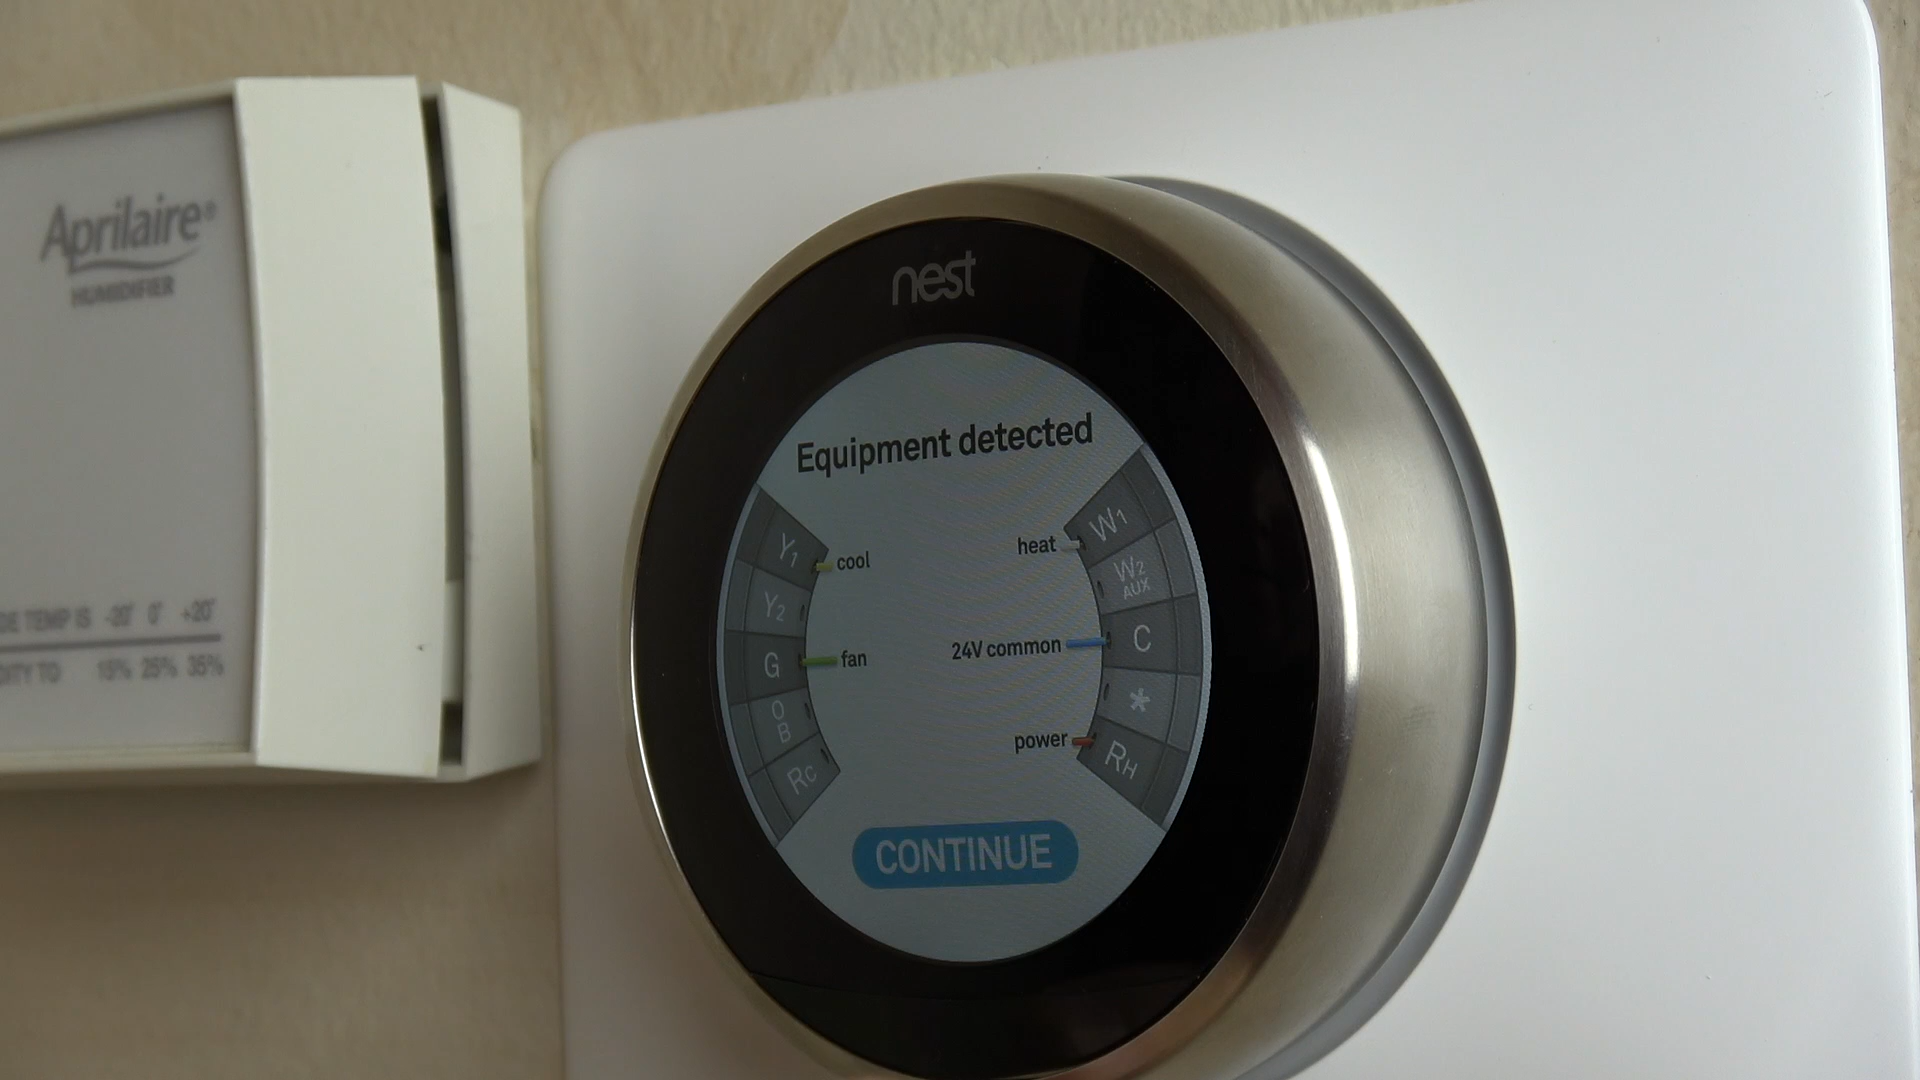 Aprilaire®
HUMIDIFIER
DE TEMP IS -20° 0° +20°
DITY TO 15% 25% 35%
nest
Equipment detected
Y1 cool
Y2
G fan
O
B
Rc
heat W1
W2
AUX
24V common C
*
power RH
CONTINUE